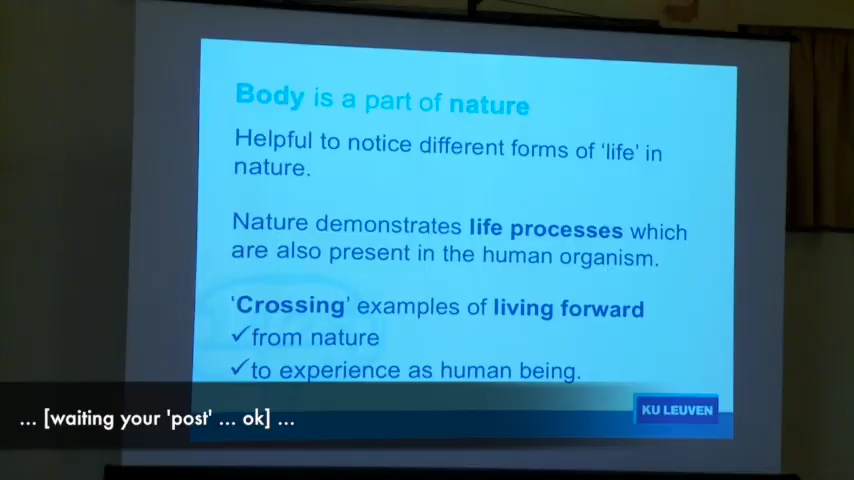 Body is a part of nature
Helpful to notice different forms of 'life' in
nature.
Nature demonstrates life processes which
are also present in the human organism.
'Crossing' examples of living forward
✓from nature
✓to experience as human being.
KU LEUVEN
... [waiting your 'post' ... ok] ...